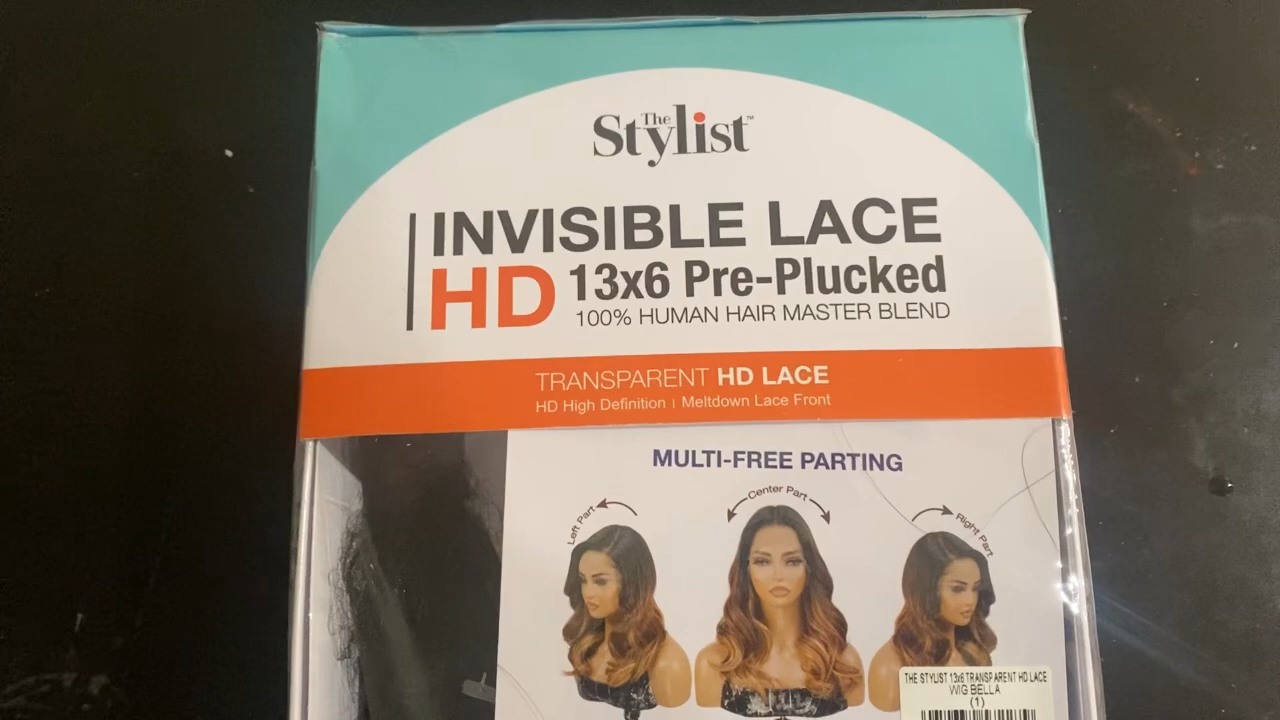 The
Stylist™
INVISIBLE LACE
HD 13x6 Pre-Plucked
100% HUMAN HAIR MASTER BLEND
TRANSPARENT HD LACE
HD High Definition | Meltdown Lace Front
MULTI-FREE PARTING
Left Part
Center Part
Right Part
THE STYLIST 13x6 TRANSPARENT HD LACE
WIG BELLA
(1)